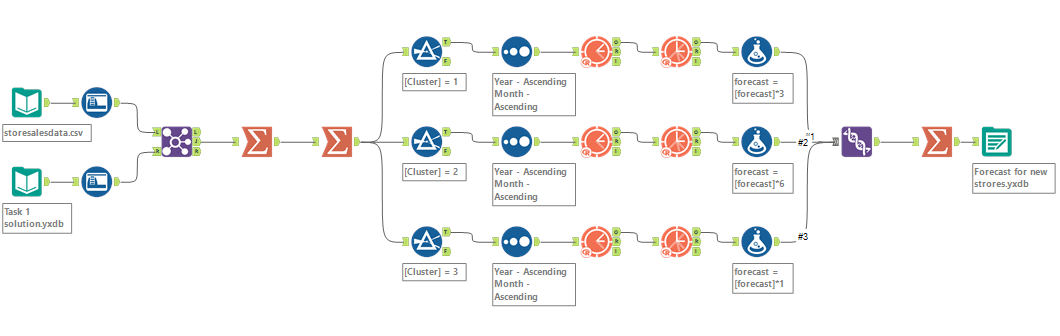 storesalesdata.csv
Task 1
solution.yxdb
L
R
L
J
R
T
F
[Cluster] = 1
Year - Ascending
Month -
Ascending
O
R
I
O
R
I
forecast =
[forecast]*3
T
F
[Cluster] = 2
Year - Ascending
Month -
Ascending
O
R
I
O
R
I
forecast =
[forecast]*6
T
F
[Cluster] = 3
Year - Ascending
Month -
Ascending
O
R
I
O
R
I
forecast =
[forecast]*1
#1
#2
#3
Forecast for new
strores.yxdb